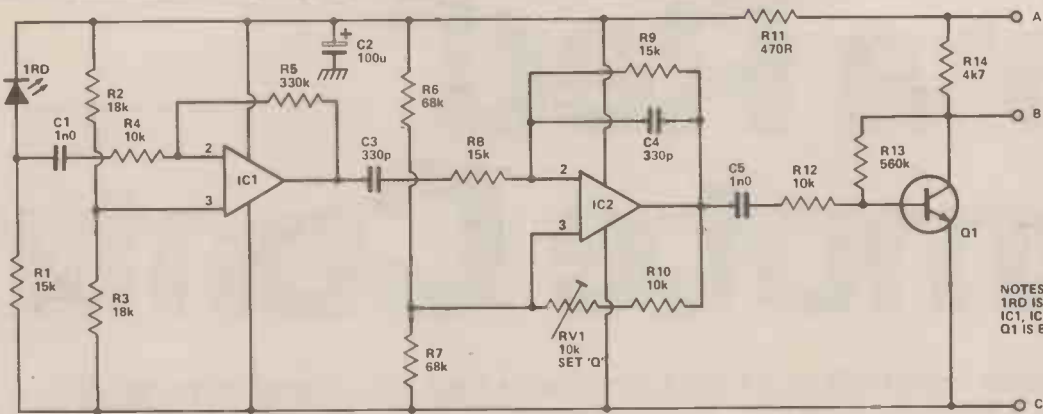 A
R11
470R
R9
15k
C2
100u
R14
4k7
1RD
R5
330k
R6
68k
R2
18k
B
C1
1n0
R4
10k
C3
330p
R8
15k
C4
330p
R13
560k
C5
1n0
R12
10k
2
IC1
3
2
IC2
3
Q1
R1
15k
R3
18k
R10
10k
R7
68k
RV1
10k
SET 'Q'
NOTES
1RD IS
IC1, IC
Q1 IS
C